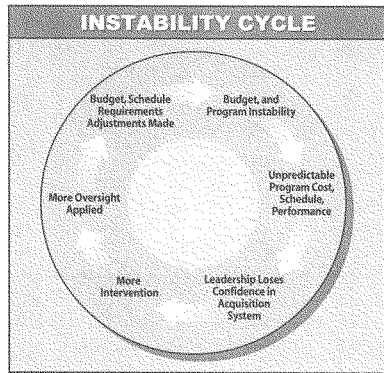 INSTABILITY CYCLE
Budget, and
Program Instability
Unpredictable
Program Cost,
Schedule,
Performance
Leadership Loses
Confidence in
Acquisition
System
More
Intervention
More Oversight
Applied
Budget, Schedule
Requirements
Adjustments Made